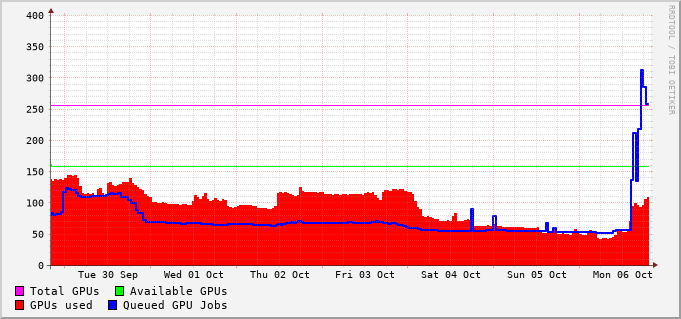 400
350
300
250
200
150
100
50
0
Tue 30 Sep Wed 01 Oct Thu 02 Oct Fri 03 Oct Sat 04 Oct Sun 05 Oct Mon 06 Oct
Total GPUs Available GPUs
GPUs used Queued GPU Jobs
RRDTOOL / TOBI OETIKER